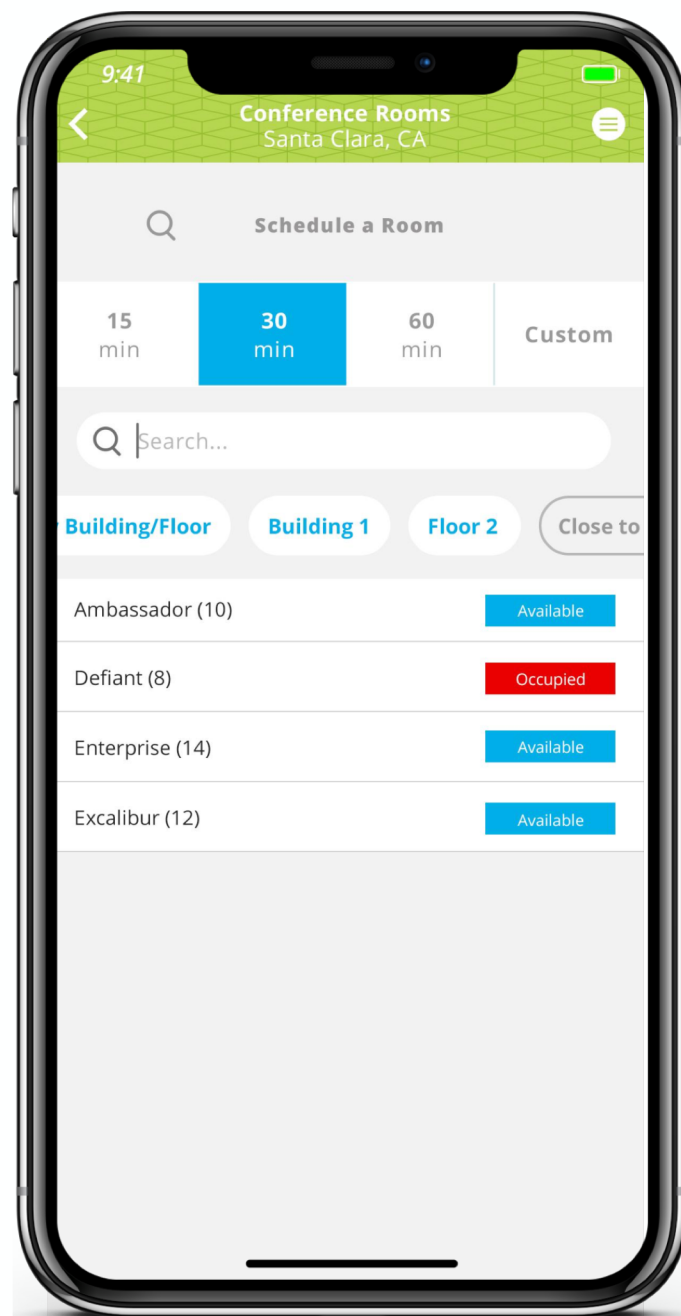 9:41
Conference Rooms
Santa Clara, CA
Schedule a Room
15 min
30 min
60 min
Custom
Search...
Building/Floor
Building 1
Floor 2
Close to
Ambassador (10)
Available
Defiant (8)
Occupied
Enterprise (14)
Available
Excalibur (12)
Available